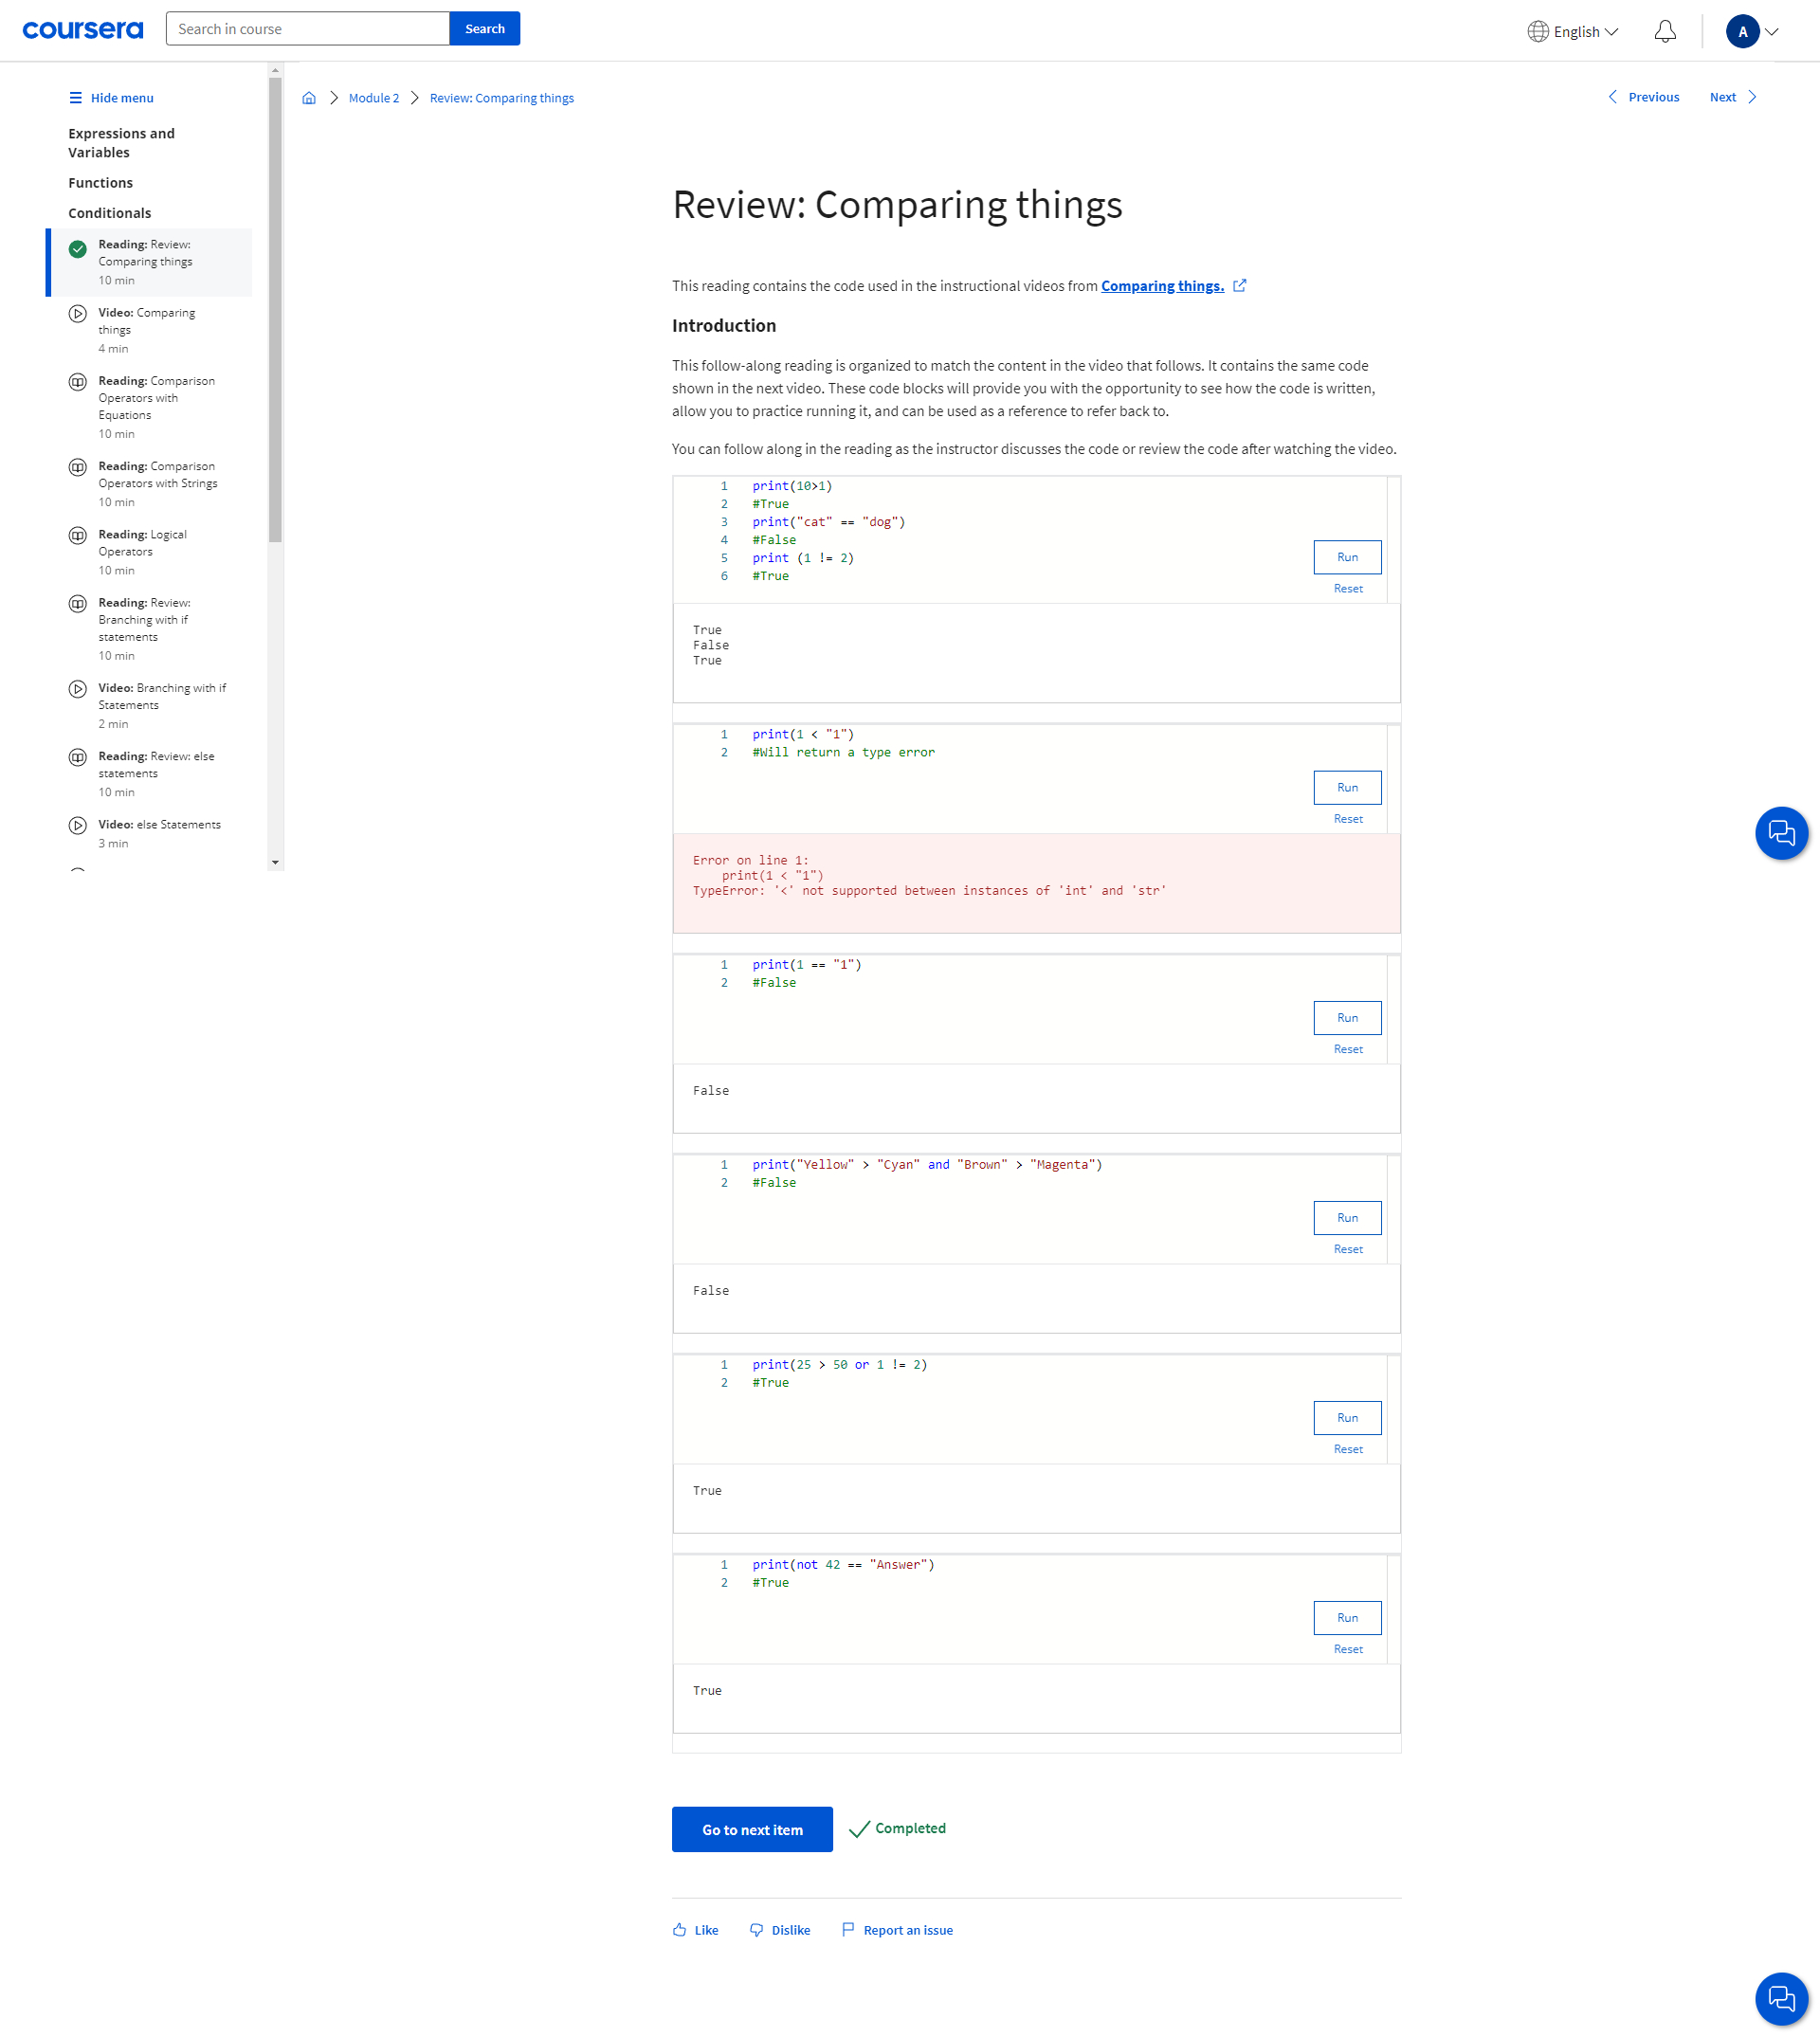 coursera
Search in course
Search
English
A
Hide menu
Expressions and
Variables
Functions
Conditionals
Reading: Review:
Comparing things
10 min
Video: Comparing
things
4 min
Reading: Comparison
Operators with
Equations
10 min
Reading: Comparison
Operators with Strings
10 min
Reading: Logical
Operators
10 min
Reading: Review:
Branching with if
statements
10 min
Video: Branching with if
Statements
2 min
Reading: Review: else
statements
10 min
Video: else Statements
3 min
Module 2
Review: Comparing things
Previous
Next
Review: Comparing things
This reading contains the code used in the instructional videos from Comparing things.
Introduction
This follow-along reading is organized to match the content in the video that follows. It contains the same code
shown in the next video. These code blocks will provide you with the opportunity to see how the code is written,
allow you to practice running it, and can be used as a reference to refer back to.
You can follow along in the reading as the instructor discusses the code or review the code after watching the video.
1 print(10>1)
2 #True
3 print("cat" == "dog")
4 #False
5 print (1 != 2)
6 #True
Run
Reset
True
False
True
1 print(1 < "1")
2 #Will return a type error
Run
Reset
Error on line 1:
print(1 < "1")
TypeError: '<' not supported between instances of 'int' and 'str'
1 print(1 == "1")
2 #False
Run
Reset
False
1 print("Yellow" > "Cyan" and "Brown" > "Magenta")
2 #False
Run
Reset
False
1 print(25 > 50 or 1 != 2)
2 #True
Run
Reset
True
1 print(not 42 == "Answer")
2 #True
Run
Reset
True
Go to next item
Completed
Like
Dislike
Report an issue